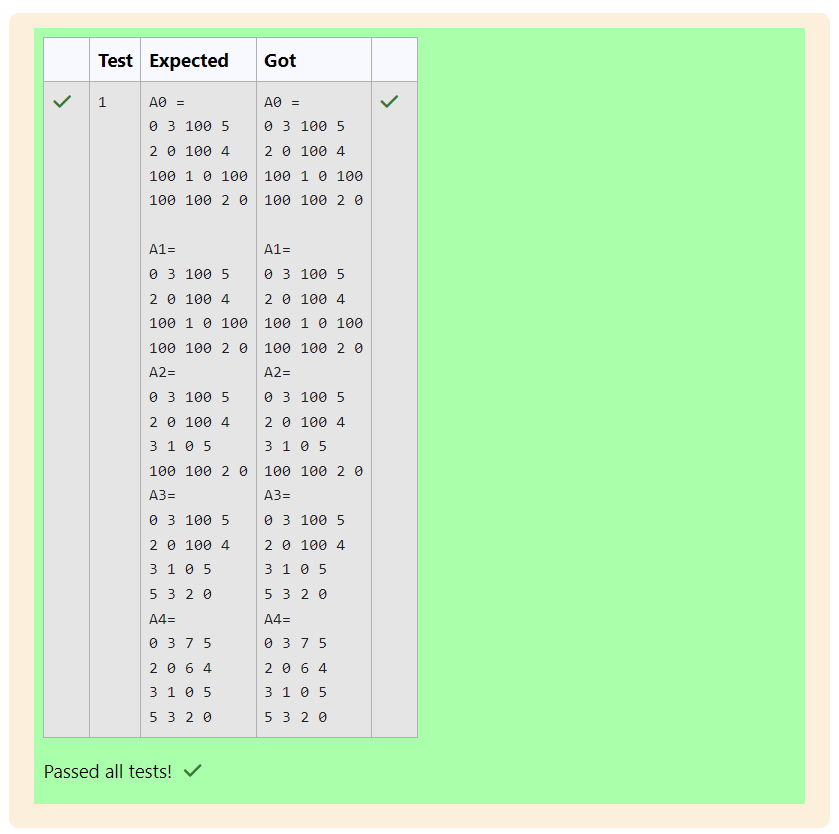 Test Expected Got
1
A0 =
0 3 100 5
2 0 100 4
100 1 0 100
100 100 2 0

A1=
0 3 100 5
2 0 100 4
100 1 0 100
100 100 2 0
A2=
0 3 100 5
2 0 100 4
3 1 0 5
100 100 2 0
A3=
0 3 100 5
2 0 100 4
3 1 0 5
5 3 2 0
A4=
0 3 7 5
2 0 6 4
3 1 0 5
5 3 2 0
A0 =
0 3 100 5
2 0 100 4
100 1 0 100
100 100 2 0

A1=
0 3 100 5
2 0 100 4
100 1 0 100
100 100 2 0
A2=
0 3 100 5
2 0 100 4
3 1 0 5
100 100 2 0
A3=
0 3 100 5
2 0 100 4
3 1 0 5
5 3 2 0
A4=
0 3 7 5
2 0 6 4
3 1 0 5
5 3 2 0
Passed all tests!